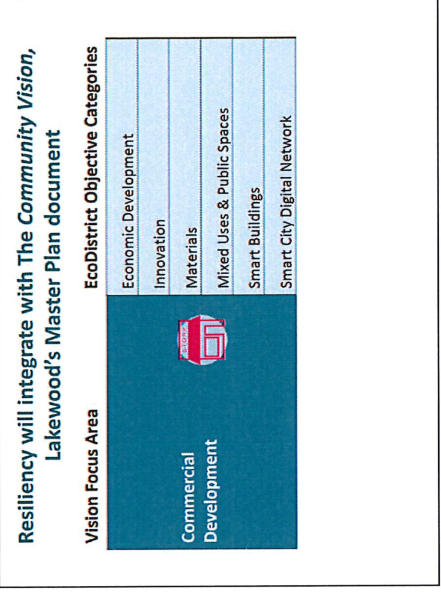 Resiliency will integrate with The Community Vision,
Lakewood's Master Plan document
Vision Focus Area
EcoDistrict Objective Categories
Commercial
Development
Economic Development
Innovation
Materials
Mixed Uses & Public Spaces
Smart Buildings
Smart City Digital Network